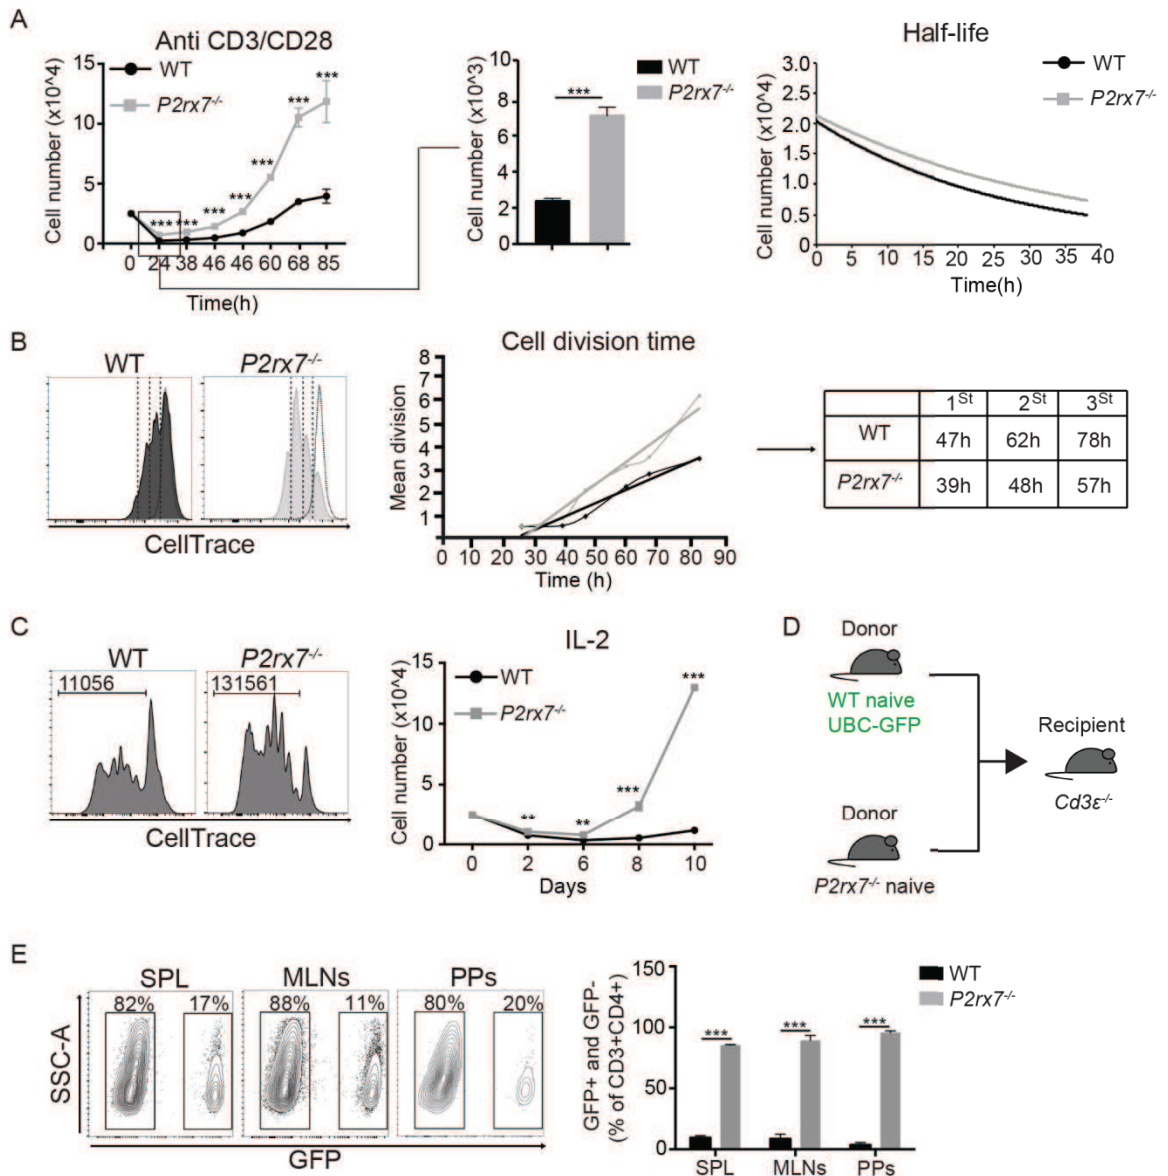 A
Anti CD3/CD28
WT
P2rx7-/-
Cell number (x10^4)
15
10
5
0
*** *** *** *** *** *** ***
0 24 38 46 46 60 68 85
Time(h)
Cell number (x10^3)
10
8
6
4
2
0
***
WT
P2rx7-/-
Half-life
WT
P2rx7-/-
Cell number (x10^4)
3.0
2.5
2.0
1.5
1.0
0.5
0 5 10 15 20 25 30 35 40
Time(h)
B
WT
P2rx7-/-
CellTrace
Cell division time
Mean division
8
7
6
5
4
3
2
1
0 10 20 30 50 60 70 80 90
Time (h)
1St 2St 3St
WT 47h 62h 78h
P2rx7-/- 39h 48h 57h
C
WT
P2rx7-/-
11056
131561
CellTrace
IL-2
WT
P2rx7-/-
Cell number (x10^4)
15
10
5
0
** ** *** ***
0 2 6 8 10
Days
D
Donor
WT naive
UBC-GFP
Donor
P2rx7-/- naive
Recipient
Cd3ε-/-
E
SPL MLNs PPs
82% 17% 88% 11% 80% 20%
SSC-A
GFP
GFP+ and GFP-
(% of CD3+CD4+)
150
100
50
0
*** *** ***
SPL MLNs PPs
WT
P2rx7-/-